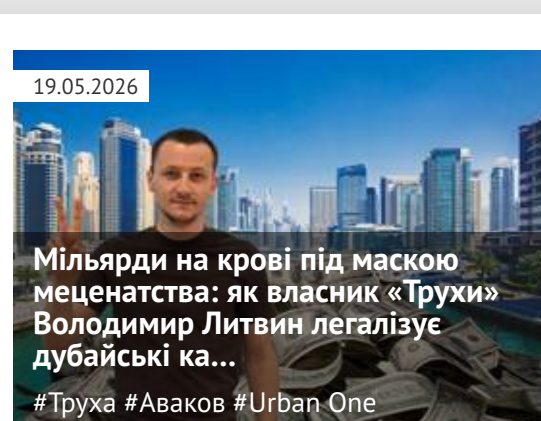 19.05.2026
Мільярди на крові під маскою
меценатства: як власник «Трухи»
Володимир Литвин легалізує
дубайські ка...
#Труха #Аваков #Urban One